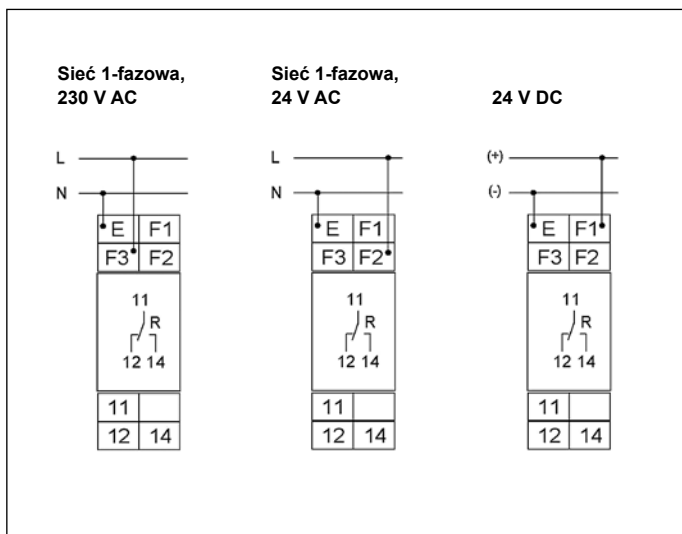 Sieć 1-fazowa,
230 V AC
L
N
E F1
F3 F2
11
R
12 14
11
12 14
Sieć 1-fazowa,
24 V AC
L
N
E F1
F3 F2
11
R
12 14
11
12 14
24 V DC
(+)
(-)
E F1
F3 F2
11
R
12 14
11
12 14